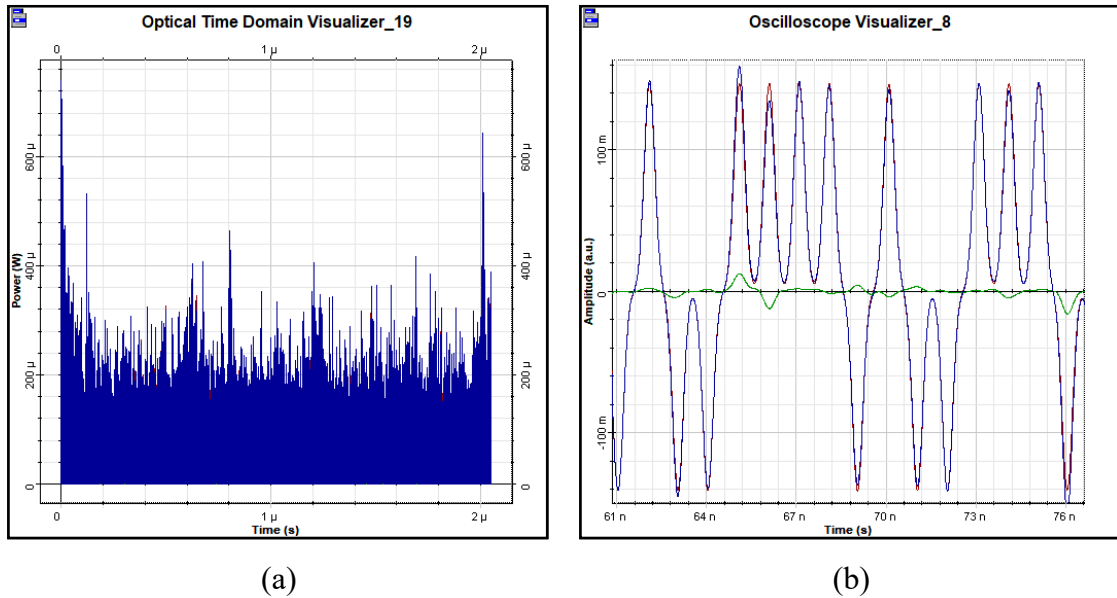 Optical Time Domain Visualizer_19
0 1 µ 2 µ
Power (W)
600 µ 600 µ
400 µ 400 µ
200 µ 200 µ
0 0
0 1 µ 2 µ
Time (s)
(a)
Oscilloscope Visualizer_8
Amplitude (a.u.)
100 m
0
-100 m
61 n 64 n 67 n 70 n 73 n 76 n
Time (s)
(b)